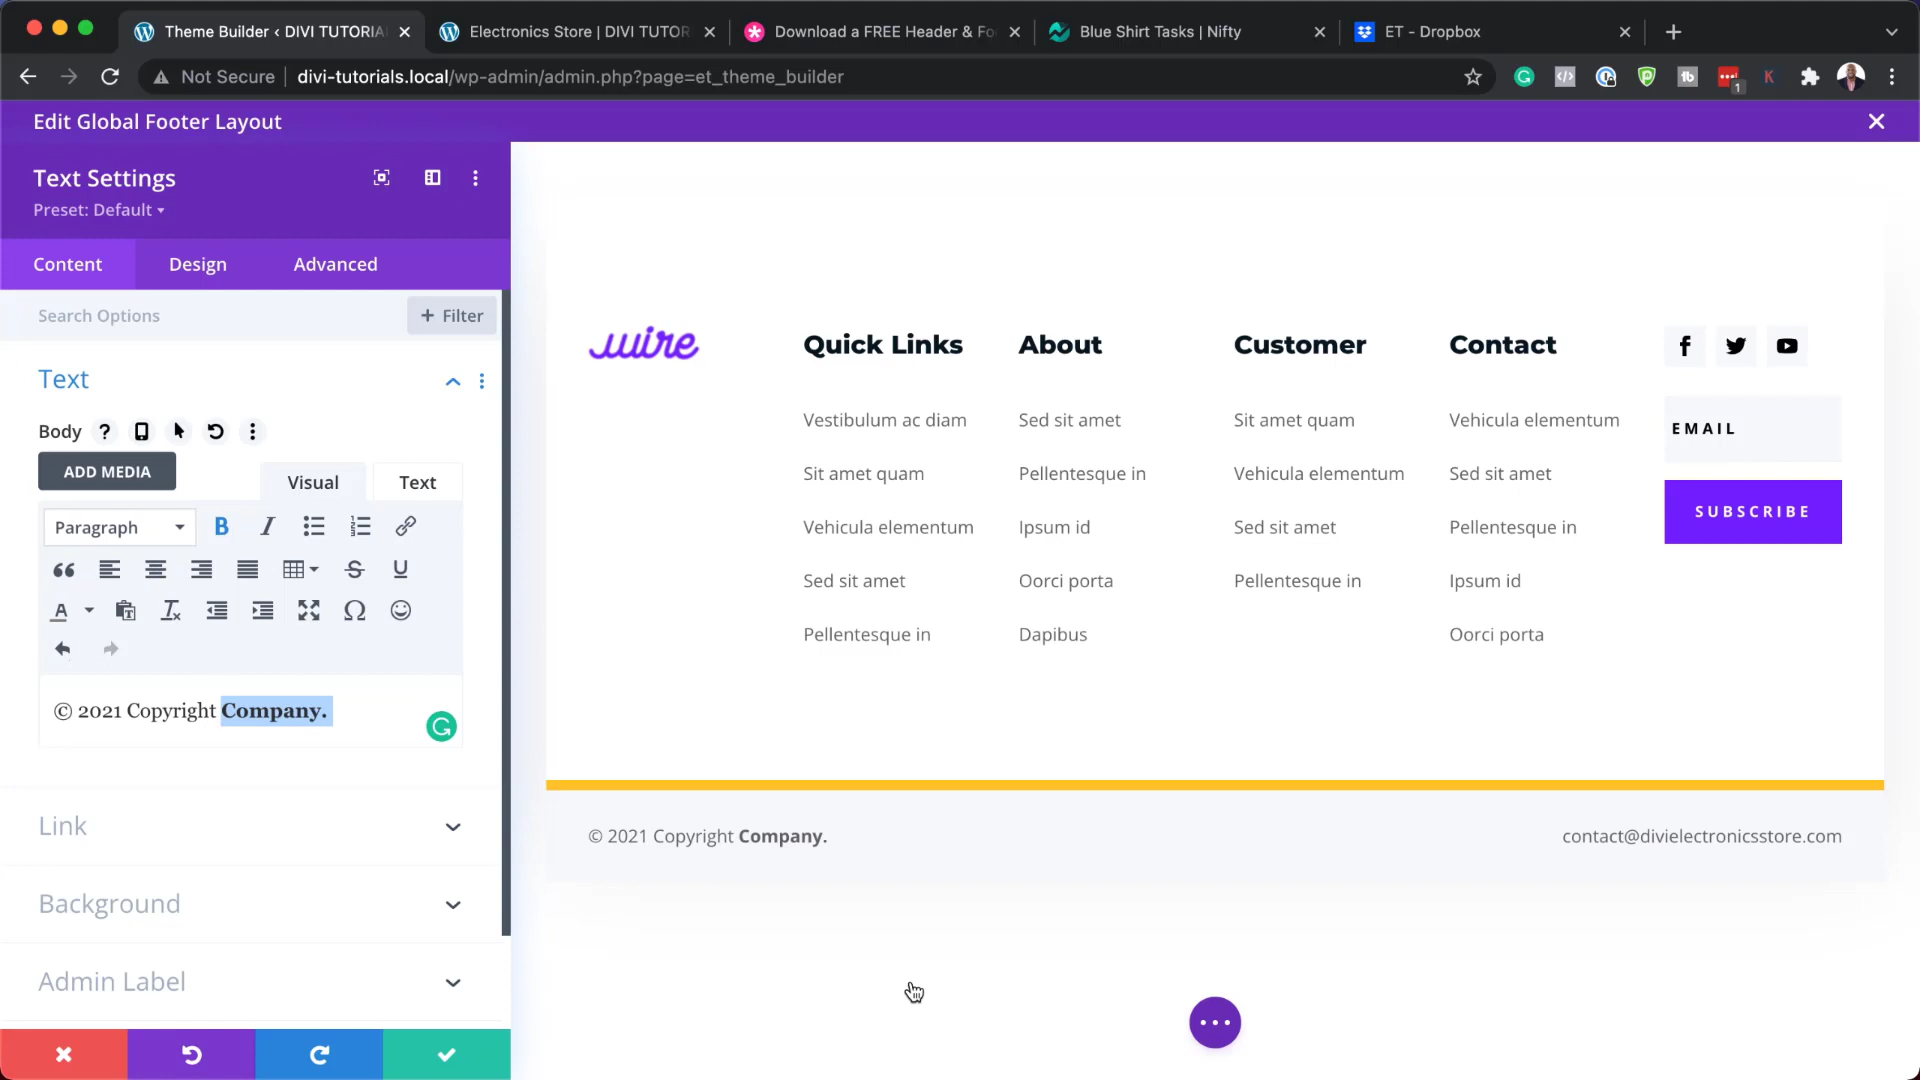 Theme Builder ‹ DIVI TUTORIA
Electronics Store | DIVI TUTOR
Download a FREE Header & Fo
Blue Shirt Tasks | Nifty
ET - Dropbox
Not Secure
divi-tutorials.local/wp-admin/admin.php?page=et_theme_builder
1
Edit Global Footer Layout
Text Settings
Preset: Default
Content
Design
Advanced
Search Options
+ Filter
Text
Body
ADD MEDIA
Visual
Text
Paragraph
© 2021 Copyright Company.
Link
Background
Admin Label
wire
Quick Links
Vestibulum ac diam
Sit amet quam
Vehicula elementum
Sed sit amet
Pellentesque in
About
Sed sit amet
Pellentesque in
Ipsum id
Oorci porta
Dapibus
Customer
Sit amet quam
Vehicula elementum
Sed sit amet
Pellentesque in
Contact
Vehicula elementum
Sed sit amet
Pellentesque in
Ipsum id
Oorci porta
EMAIL
SUBSCRIBE
© 2021 Copyright Company.
contact@divielectronicsstore.com